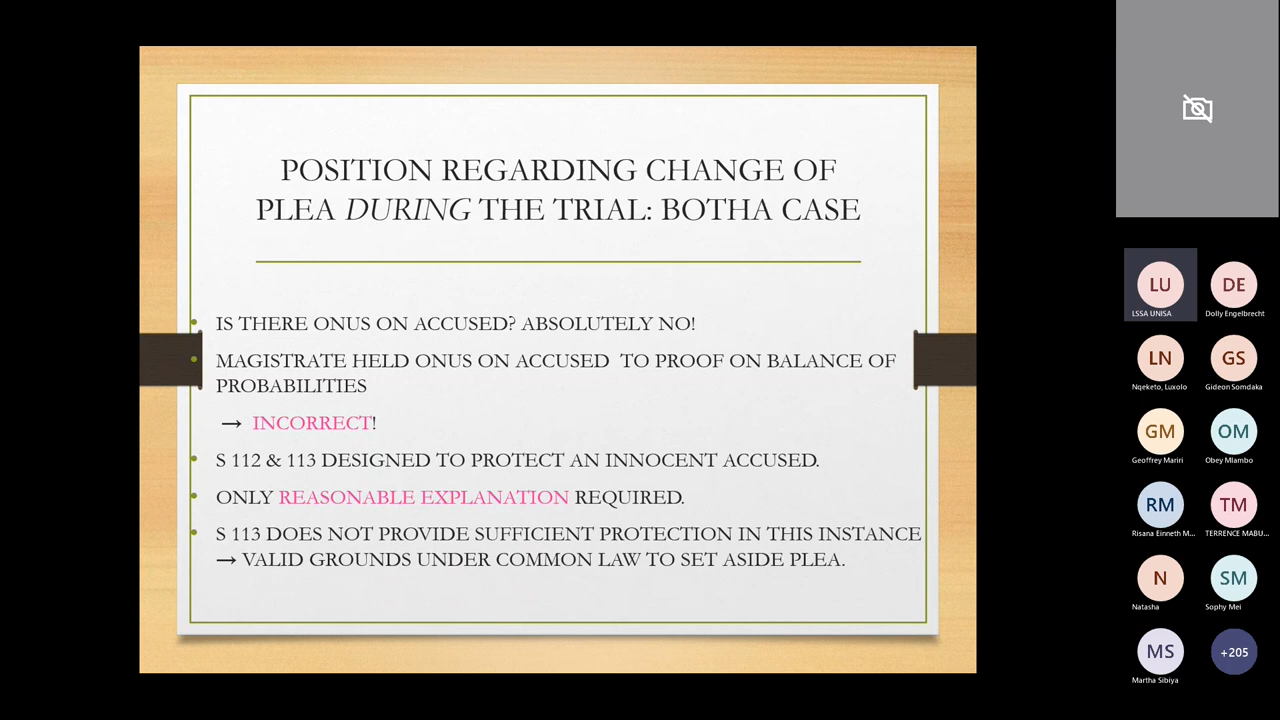 POSITION REGARDING CHANGE OF
PLEA DURING THE TRIAL: BOTHA CASE
• IS THERE ONUS ON ACCUSED? ABSOLUTELY NO!
• MAGISTRATE HELD ONUS ON ACCUSED TO PROOF ON BALANCE OF
PROBABILITIES
→ INCORRECT!
• S 112 & 113 DESIGNED TO PROTECT AN INNOCENT ACCUSED.
• ONLY REASONABLE EXPLANATION REQUIRED.
• S 113 DOES NOT PROVIDE SUFFICIENT PROTECTION IN THIS INSTANCE
→ VALID GROUNDS UNDER COMMON LAW TO SET ASIDE PLEA.
LU DE
LSSA UNISA Dolly Engelbrecht
LN GS
Nqeketo, Luxolo Gideon Somdaka
GM OM
Geoffrey Mariri Obey Mlambo
RM TM
Risana Eirneth M... TERRENCE MABU...
N SM
Natasha Sophy Mei
MS +205
Martha Sibiya